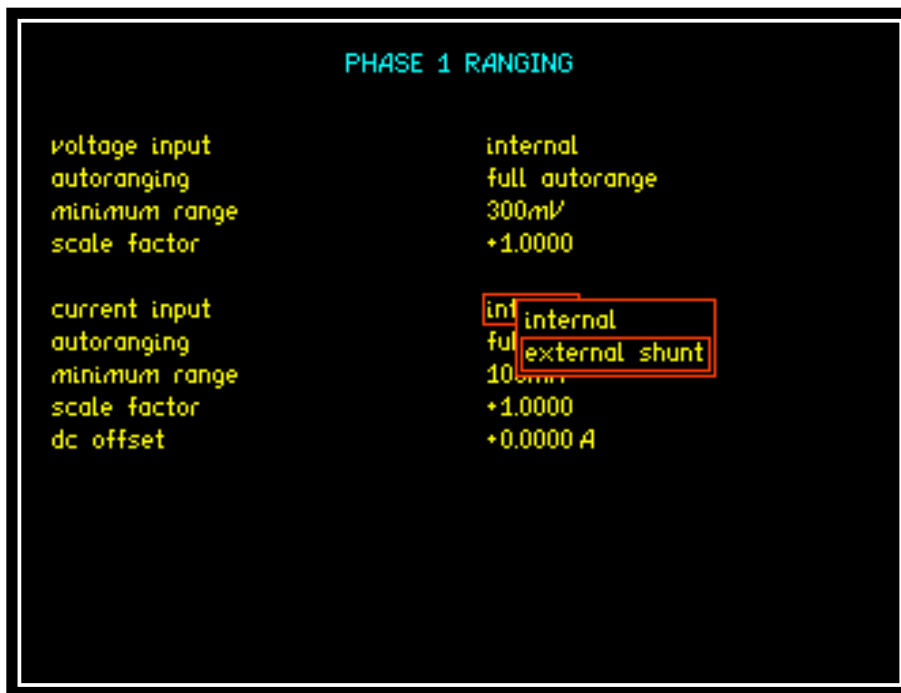 PHASE 1 RANGING
voltage input internal
autoranging full autorange
minimum range 300mV
scale factor +1.0000
current input
internal
autoranging
external shunt
minimum range
scale factor +1.0000
dc offset +0.0000 A